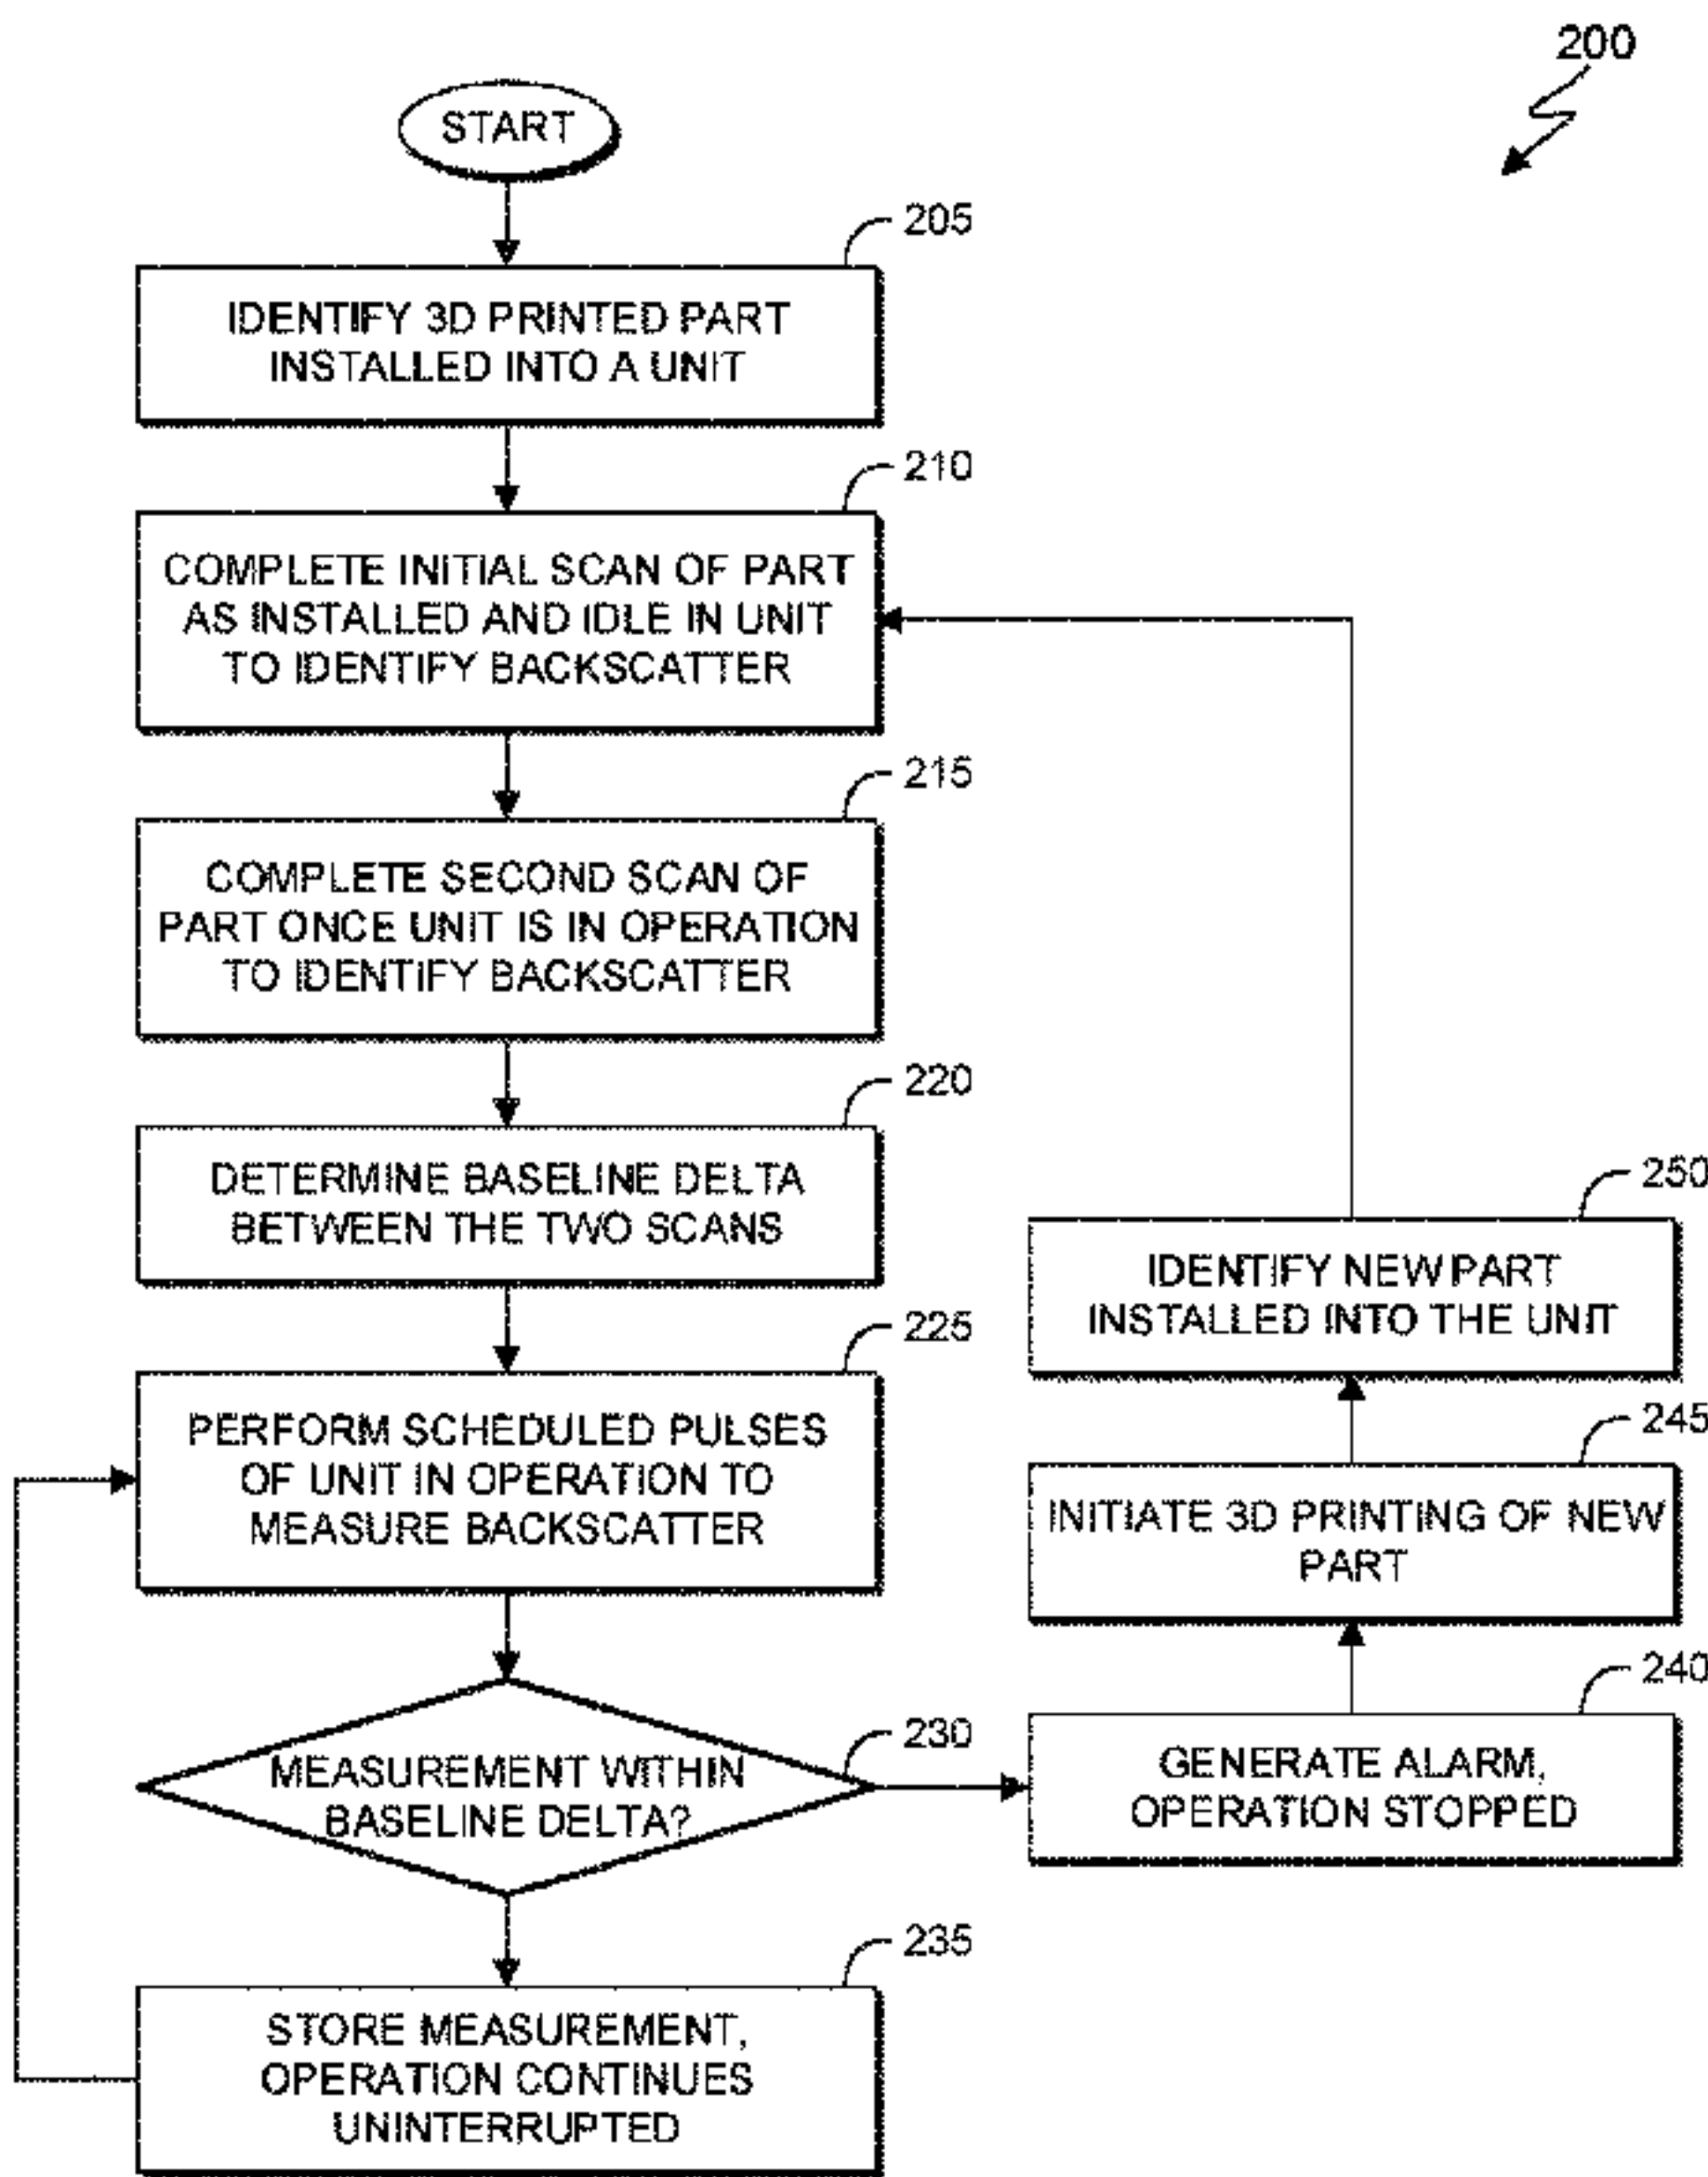 200
START
205
IDENTIFY 3D PRINTED PART
INSTALLED INTO A UNIT
210
COMPLETE INITIAL SCAN OF PART
AS INSTALLED AND IDLE IN UNIT
TO IDENTIFY BACKSCATTER
215
COMPLETE SECOND SCAN OF
PART ONCE UNIT IS IN OPERATION
TO IDENTIFY BACKSCATTER
220
DETERMINE BASELINE DELTA
BETWEEN THE TWO SCANS
225
PERFORM SCHEDULED PULSES
OF UNIT IN OPERATION TO
MEASURE BACKSCATTER
230
MEASUREMENT WITHIN
BASELINE DELTA?
235
STORE MEASUREMENT,
OPERATION CONTINUES
UNINTERRUPTED
240
GENERATE ALARM,
OPERATION STOPPED
245
INITIATE 3D PRINTING OF NEW
PART
250
IDENTIFY NEW PART
INSTALLED INTO THE UNIT